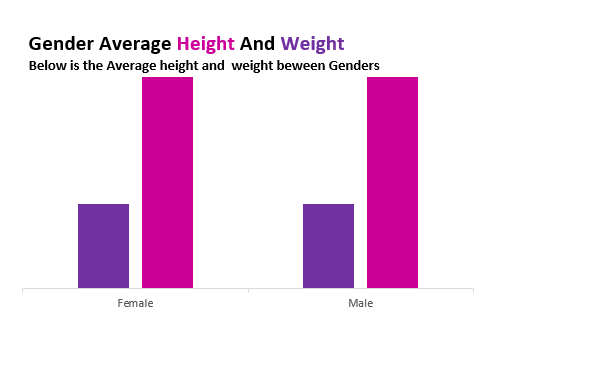 Gender Average Height And Weight
Below is the Average height and  weight beween Genders
Female
Male